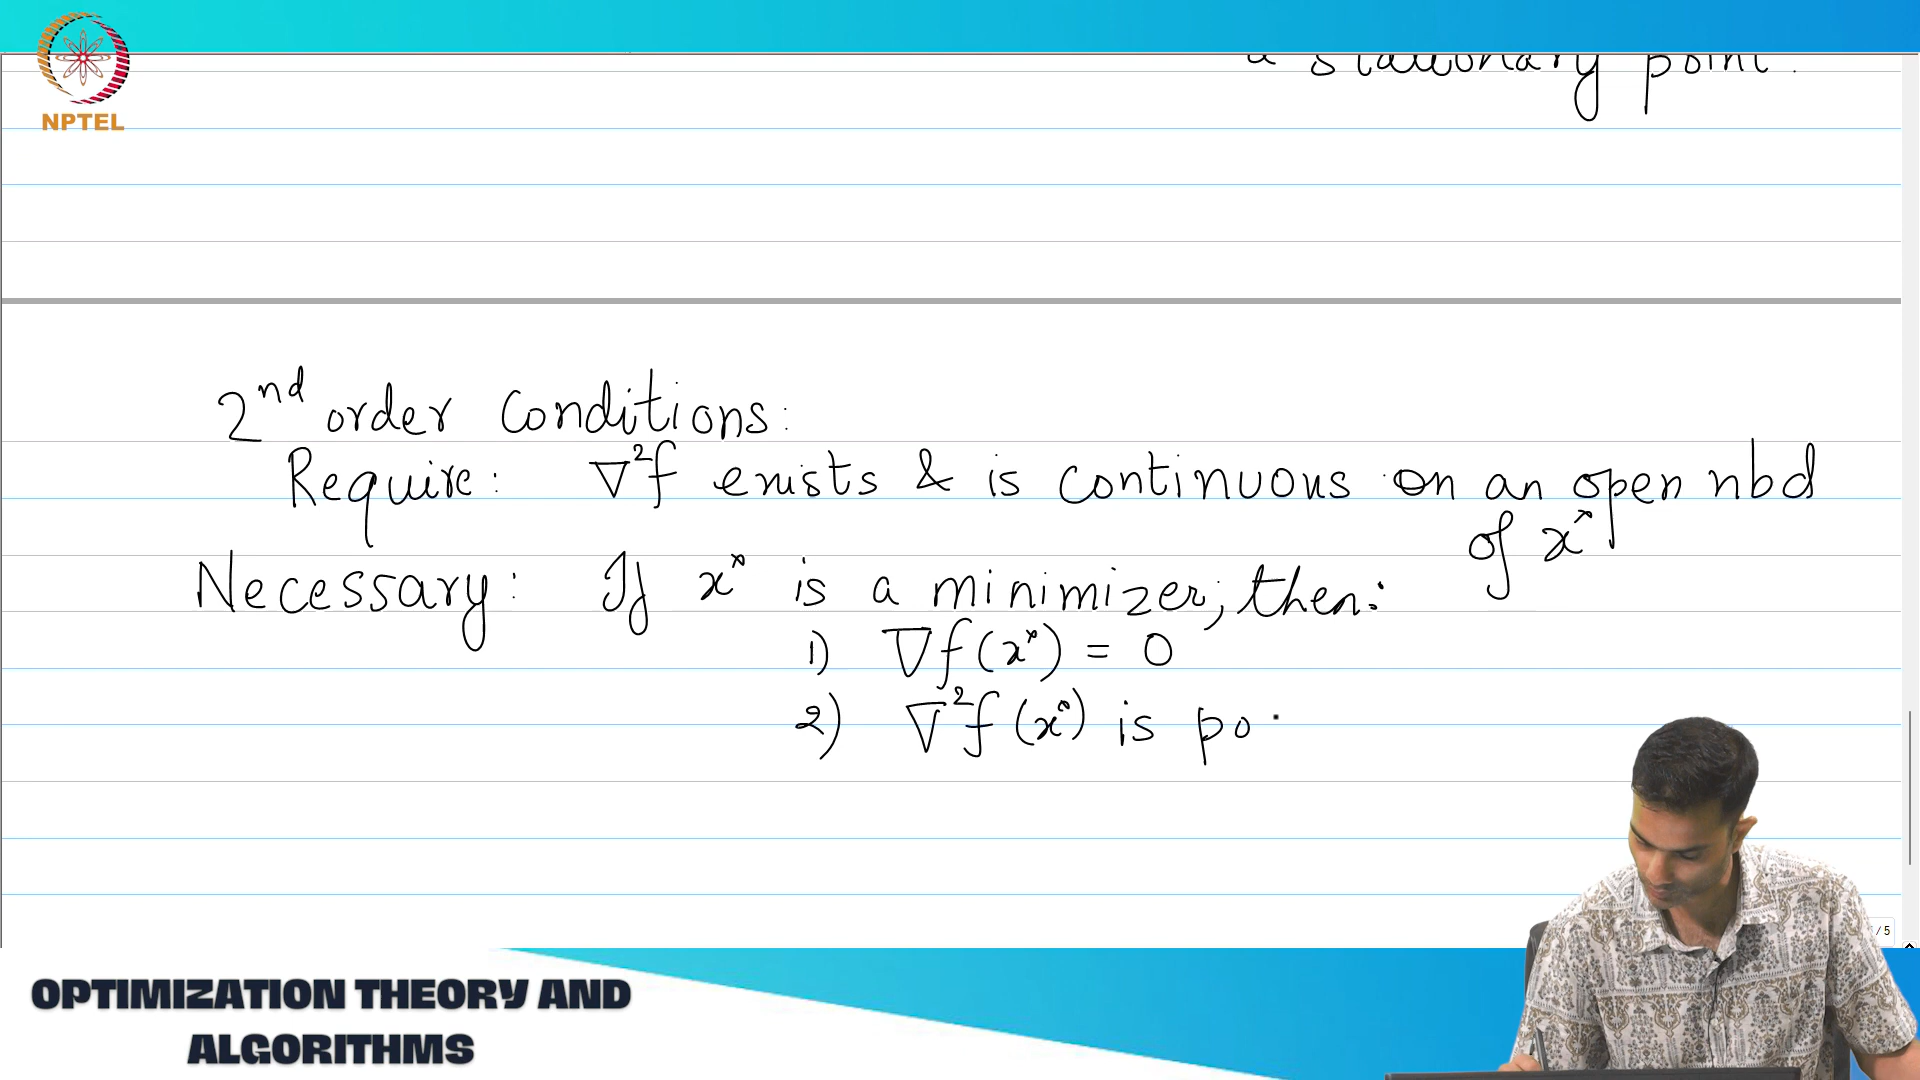 a stationary point.
NPTEL
2nd order conditions:
Require: ∇²f exists & is continuous on an open nbd
of x*
Necessary: If x* is a minimizer, then:
1) ∇f(x*) = 0
2) ∇²f(x*) is po
/ 5
OPTIMIZATION THEORY AND
ALGORITHMS